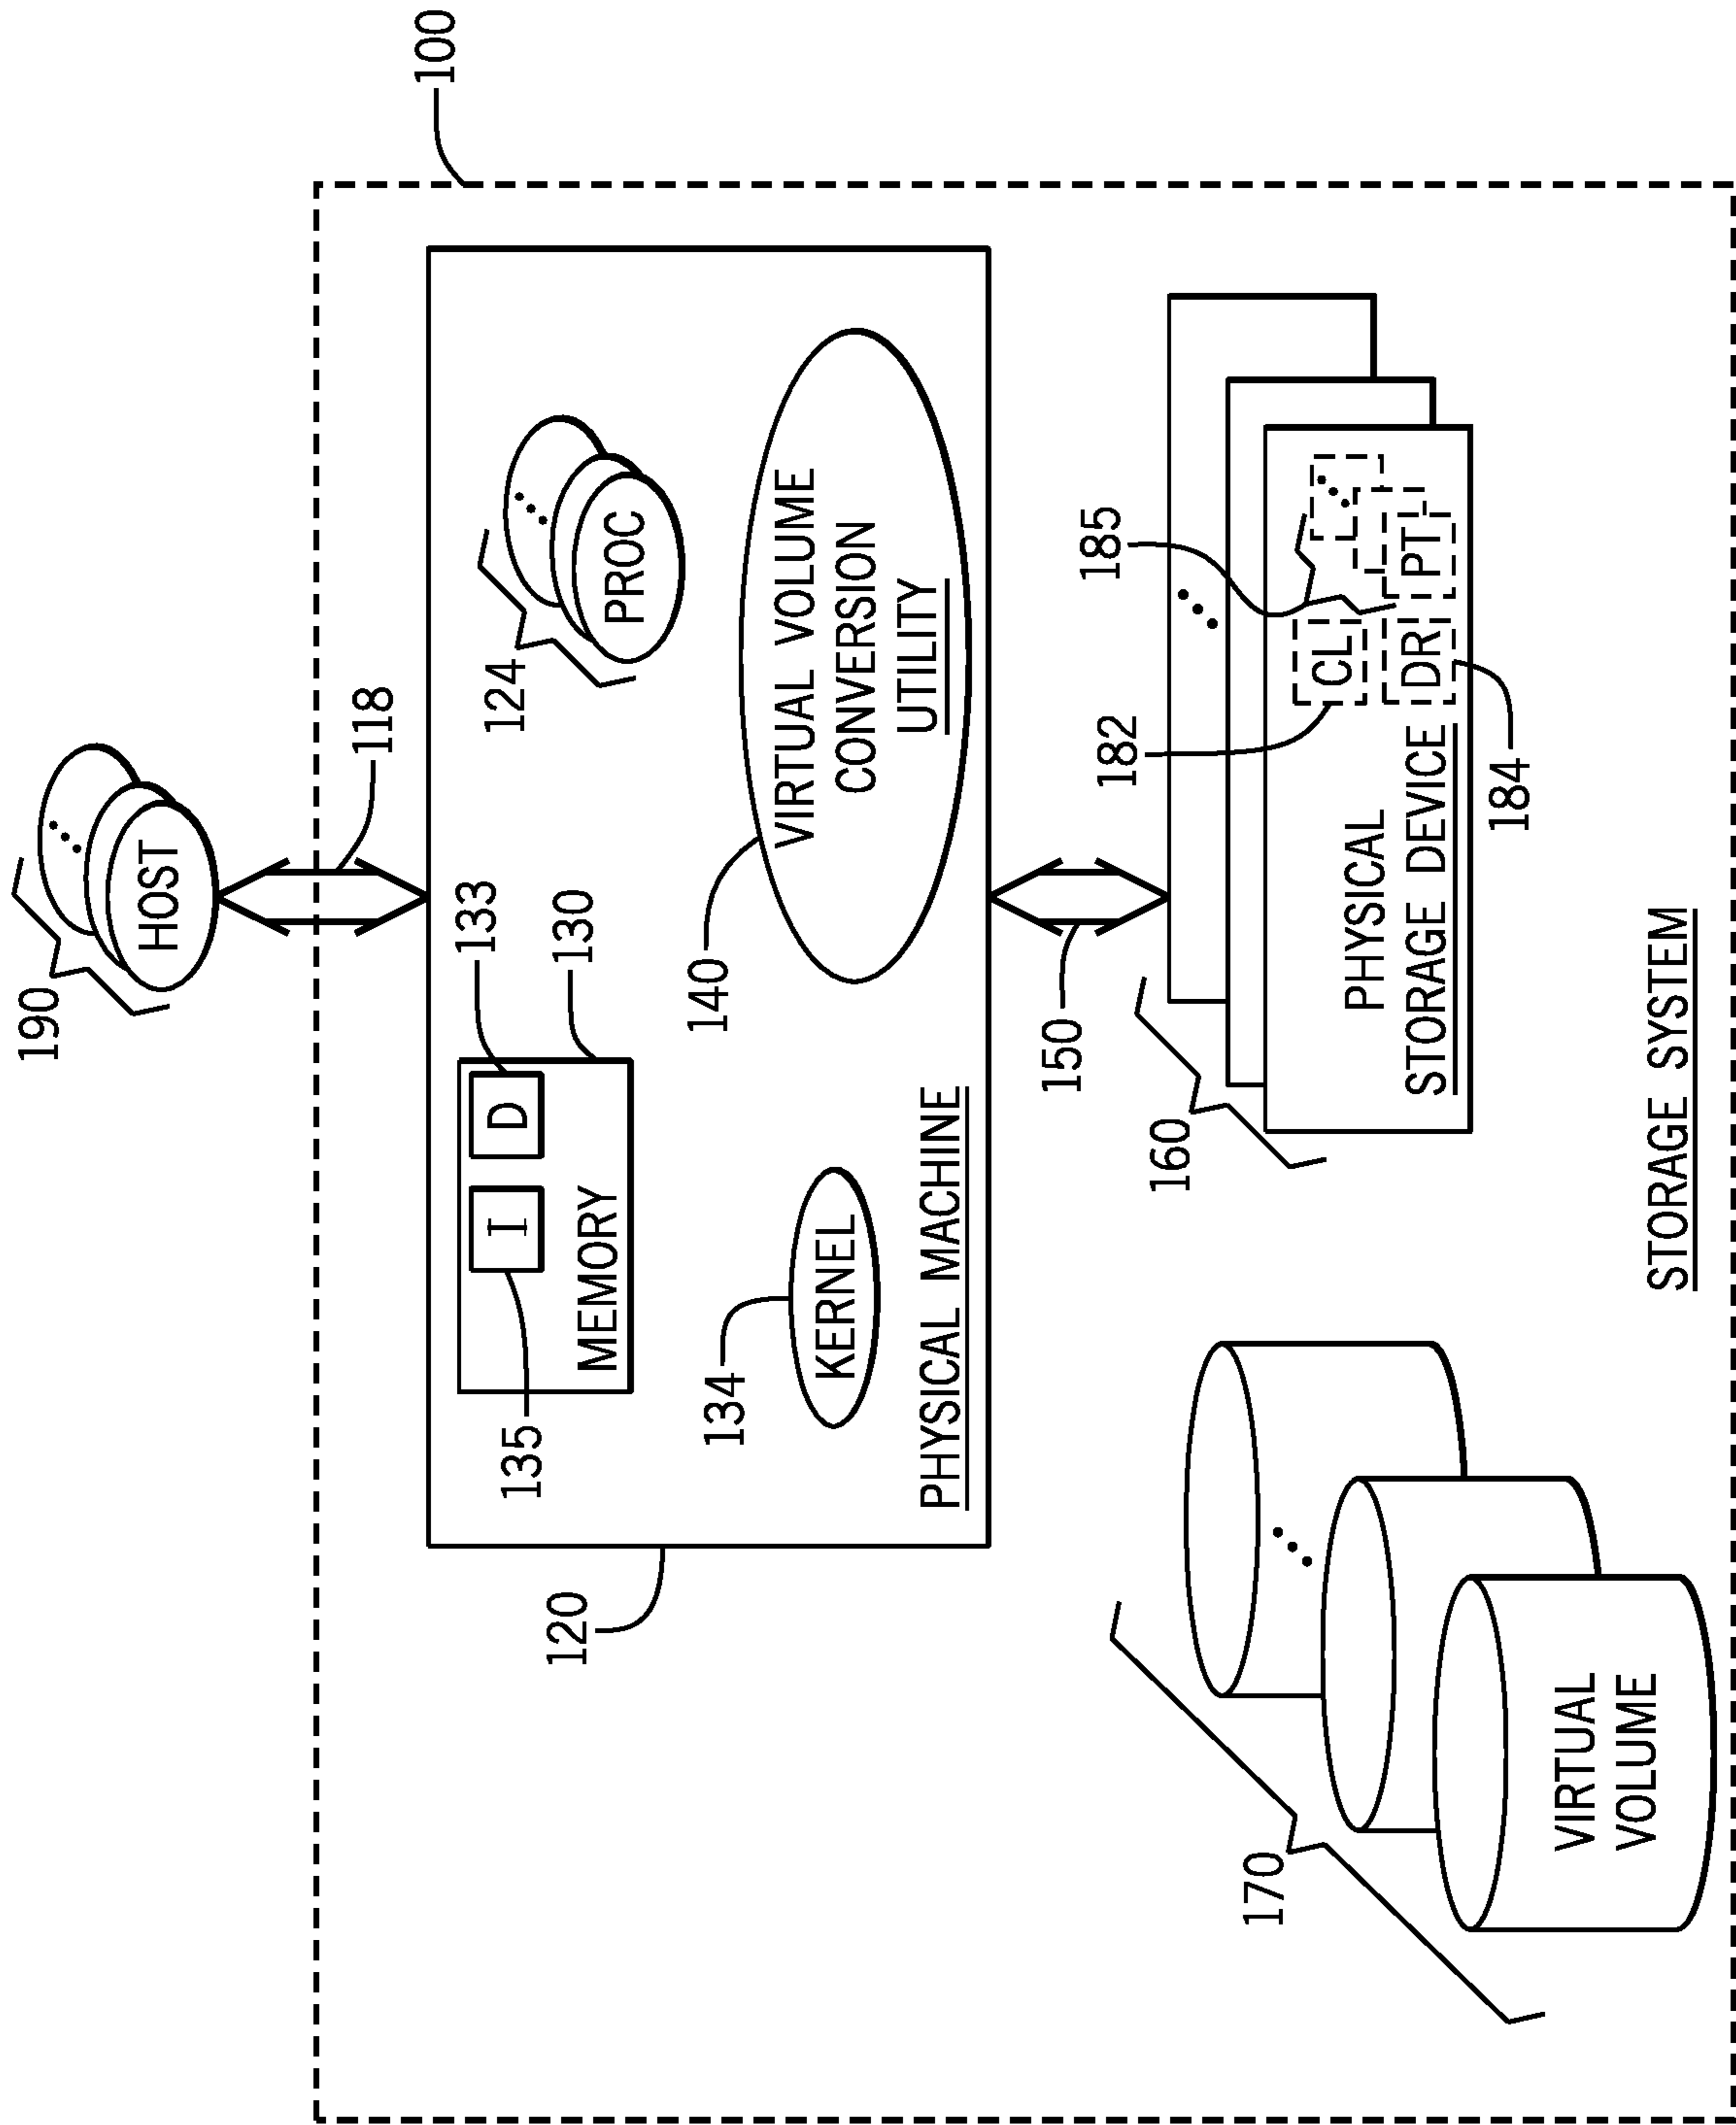 190
HOST
118
100
120
135
I
133
D
130
MEMORY
124
PROC
134
KERNEL
140
VIRTUAL VOLUME
CONVERSION
UTILITY
PHYSICAL MACHINE
150
160
182
185
CL
DR
PT
PHYSICAL
STORAGE DEVICE
184
170
VIRTUAL
VOLUME
STORAGE SYSTEM